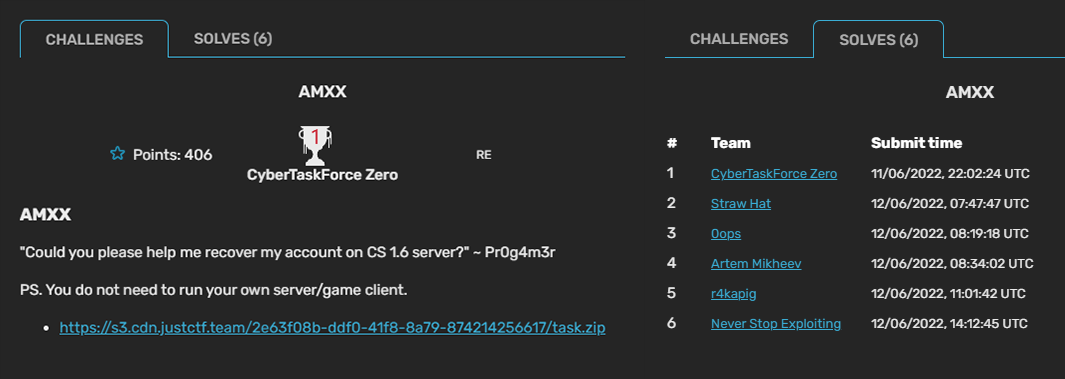 CHALLENGES
SOLVES (6)
AMXX
Points: 406
1
CyberTaskForce Zero
RE
AMXX
"Could you please help me recover my account on CS 1.6 server?" ~ Pr0g4m3r
PS. You do not need to run your own server/game client.
• https://s3.cdn.justctf.team/2e63f08b-ddf0-41f8-8a79-874214256617/task.zip
CHALLENGES
SOLVES (6)
AMXX
# Team Submit time
1 CyberTaskForce Zero 11/06/2022, 22:02:24 UTC
2 Straw Hat 12/06/2022, 07:47:47 UTC
3 0ops 12/06/2022, 08:19:18 UTC
4 Artem Mikheev 12/06/2022, 08:34:02 UTC
5 r4kapig 12/06/2022, 11:01:42 UTC
6 Never Stop Exploiting 12/06/2022, 14:12:45 UTC